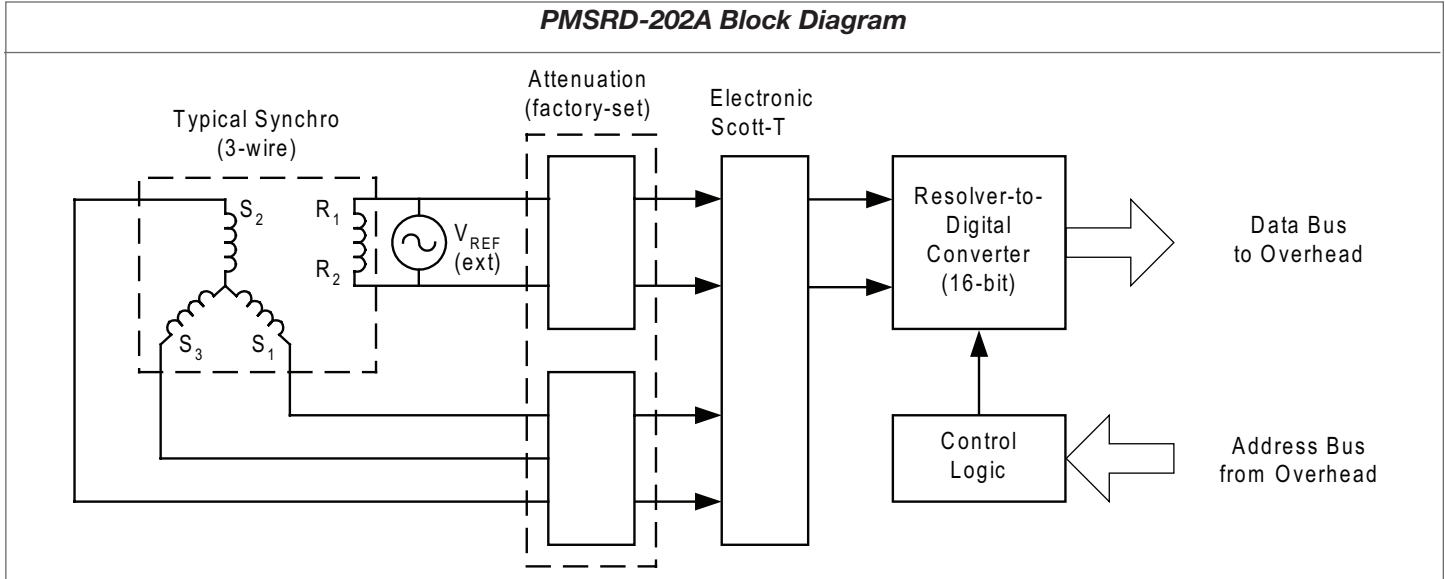 PMSRD-202A Block Diagram
Attenuation
(factory-set)
Electronic
Scott-T
Typical Synchro
(3-wire)
S2
R1
R2
VREF
(ext)
S3
S1
Resolver-to-
Digital
Converter
(16-bit)
Data Bus
to Overhead
Control
Logic
Address Bus
from Overhead